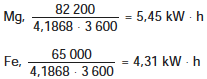 Mg, 82 200 / 4,1868 · 3 600 = 5,45 kW · h
Fe, 65 000 / 4,1868 · 3 600 = 4,31 kW · h